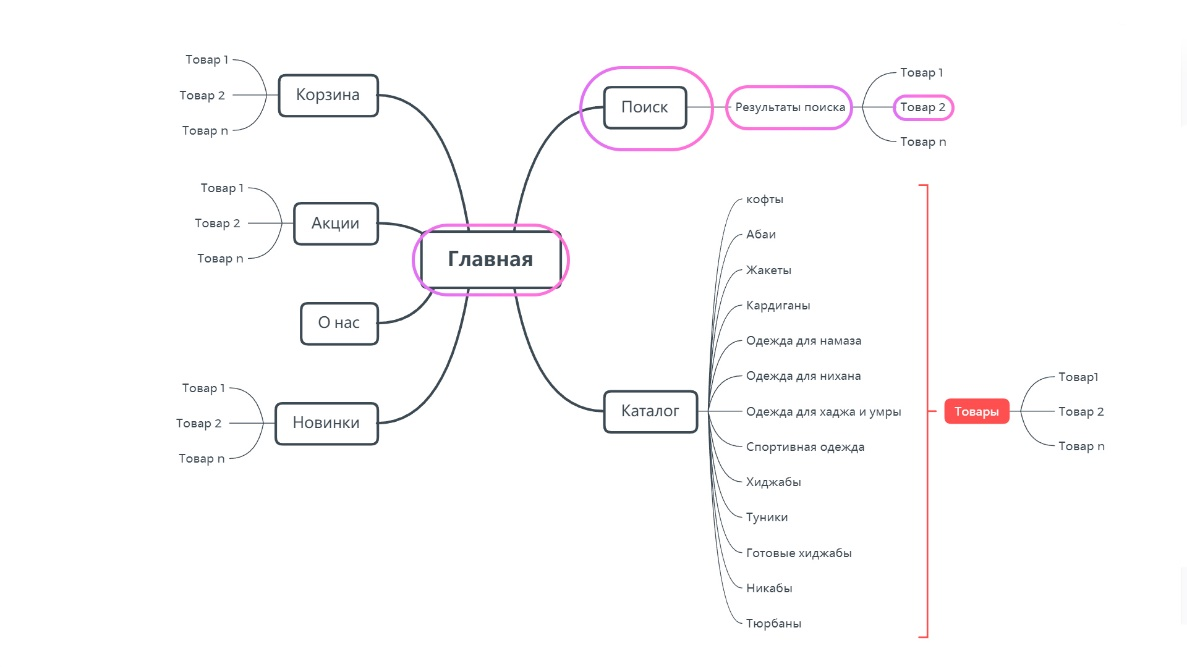 Главная
Корзина
Товар 1
Товар 2
Товар n
Акции
Товар 1
Товар 2
Товар n
О нас
Новинки
Товар 1
Товар 2
Товар n
Поиск
Результаты поиска
Товар 1
Товар 2
Товар n
Каталог
кофты
Абаи
Жакеты
Кардиганы
Одежда для намаза
Одежда для нихана
Одежда для хаджа и умры
Спортивная одежда
Хиджабы
Туники
Готовые хиджабы
Никабы
Тюрбаны
Товары
Товар1
Товар 2
Товар n